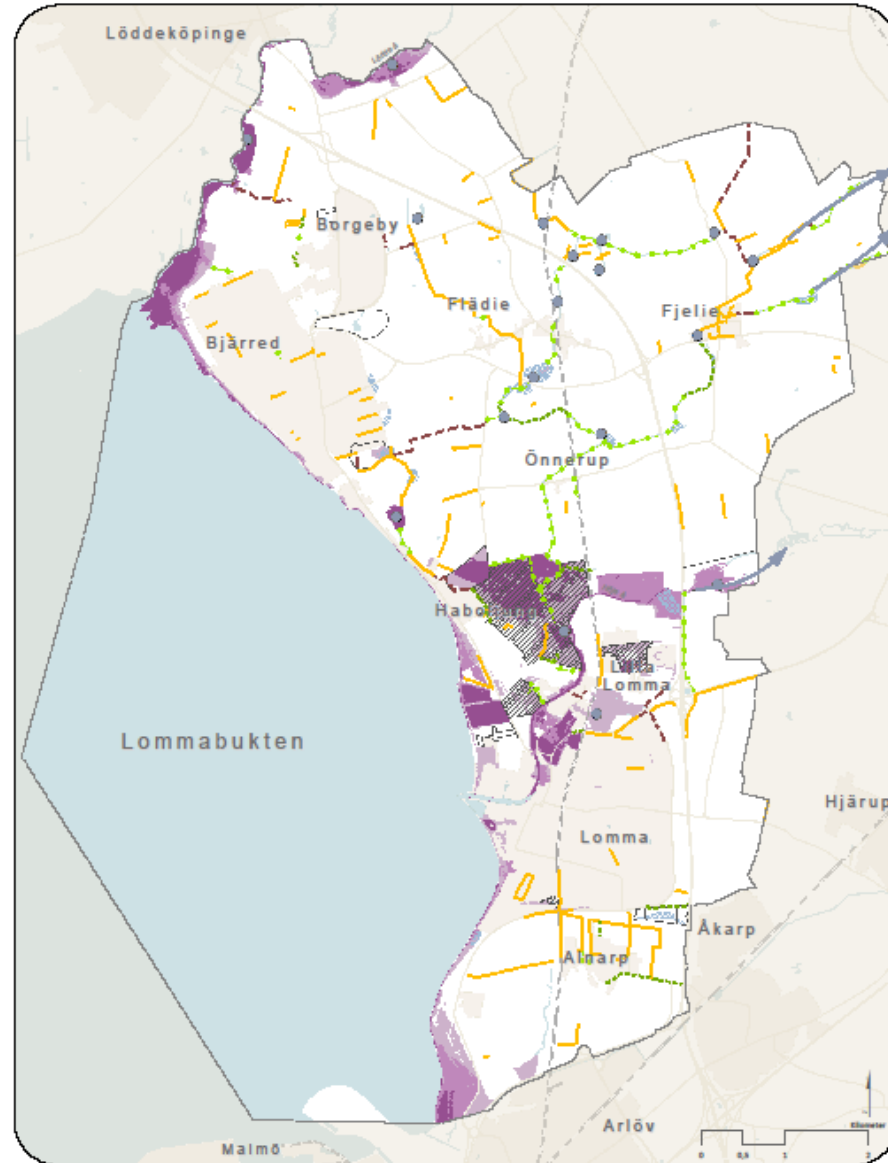 Löddeköpinge
Borgeby
Flädie
Fjelie
Bjärred
Önnerup
Habo Ljung
Lilla
Lomma
Lommabukten
Hjärup
Lomma
Åkarp
Alnarp
Arlöv
Kilometer
0 0,5 1 2
Malmö